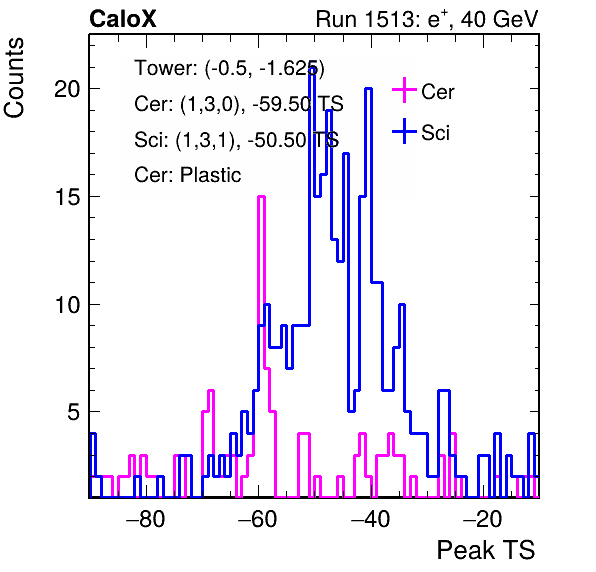 CaloX Run 1513: e⁺, 40 GeV
Counts
Tower: (-0.5, -1.625)
Cer: (1,3,0), -59.50 TS
Sci: (1,3,1), -50.50 TS
Cer: Plastic
Cer
Sci
20
15
10
5
−80 −60 −40 −20
Peak TS